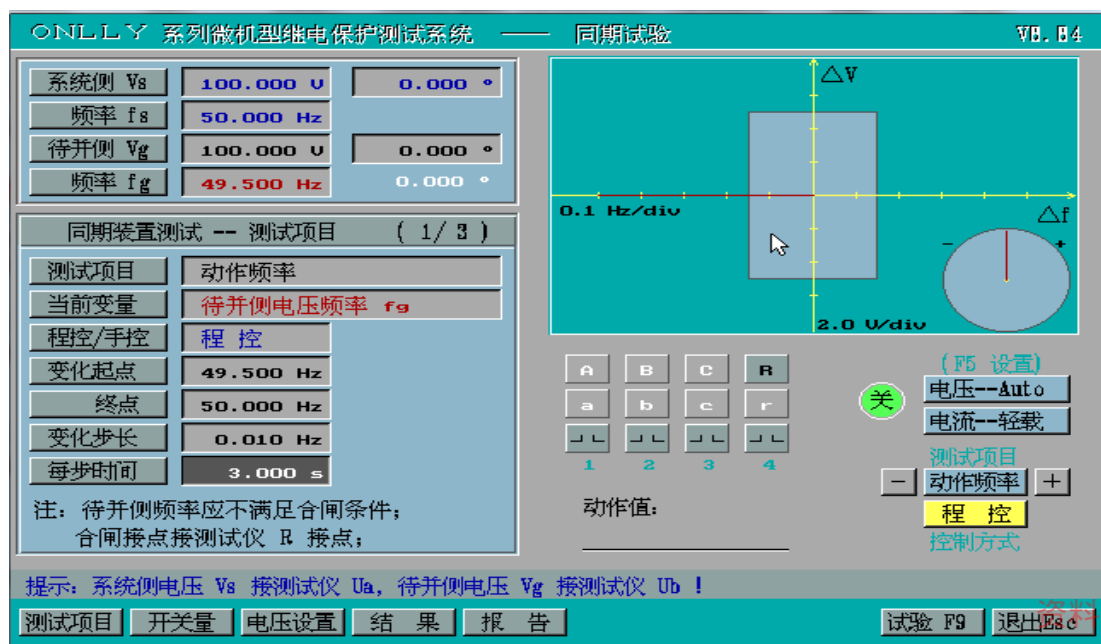 ONLLY 系列微机型继电保护测试系统 —— 同期试验 V8.84
系统侧 Vs 100.000 V 0.000 °
频率 fs 50.000 Hz
待并侧 Vg 100.000 V 0.000 °
频率 fg 49.500 Hz 0.000 °
同期装置测试 -- 测试项目 ( 1/ 3 )
测试项目 动作频率
当前变量 待并侧电压频率 fg
程控/手控 程 控
变化起点 49.500 Hz
终点 50.000 Hz
变化步长 0.010 Hz
每步时间 3.000 s
注: 待并侧频率应不满足合闸条件;
合闸接点接测试仪 R 接点;
△V
0.1 Hz/div
△f
- +
2.0 V/div
A B C R
a b c r
1 2 3 4
动作值:
关
(F5 设置)
电压--Auto
电流--轻载
测试项目
- 动作频率 +
程 控
控制方式
提示: 系统侧电压 Vs 接测试仪 Ua, 待并侧电压 Vg 接测试仪 Ub !
测试项目 开关量 电压设置 结 果 报 告 试验 F9 退出Esc
资料